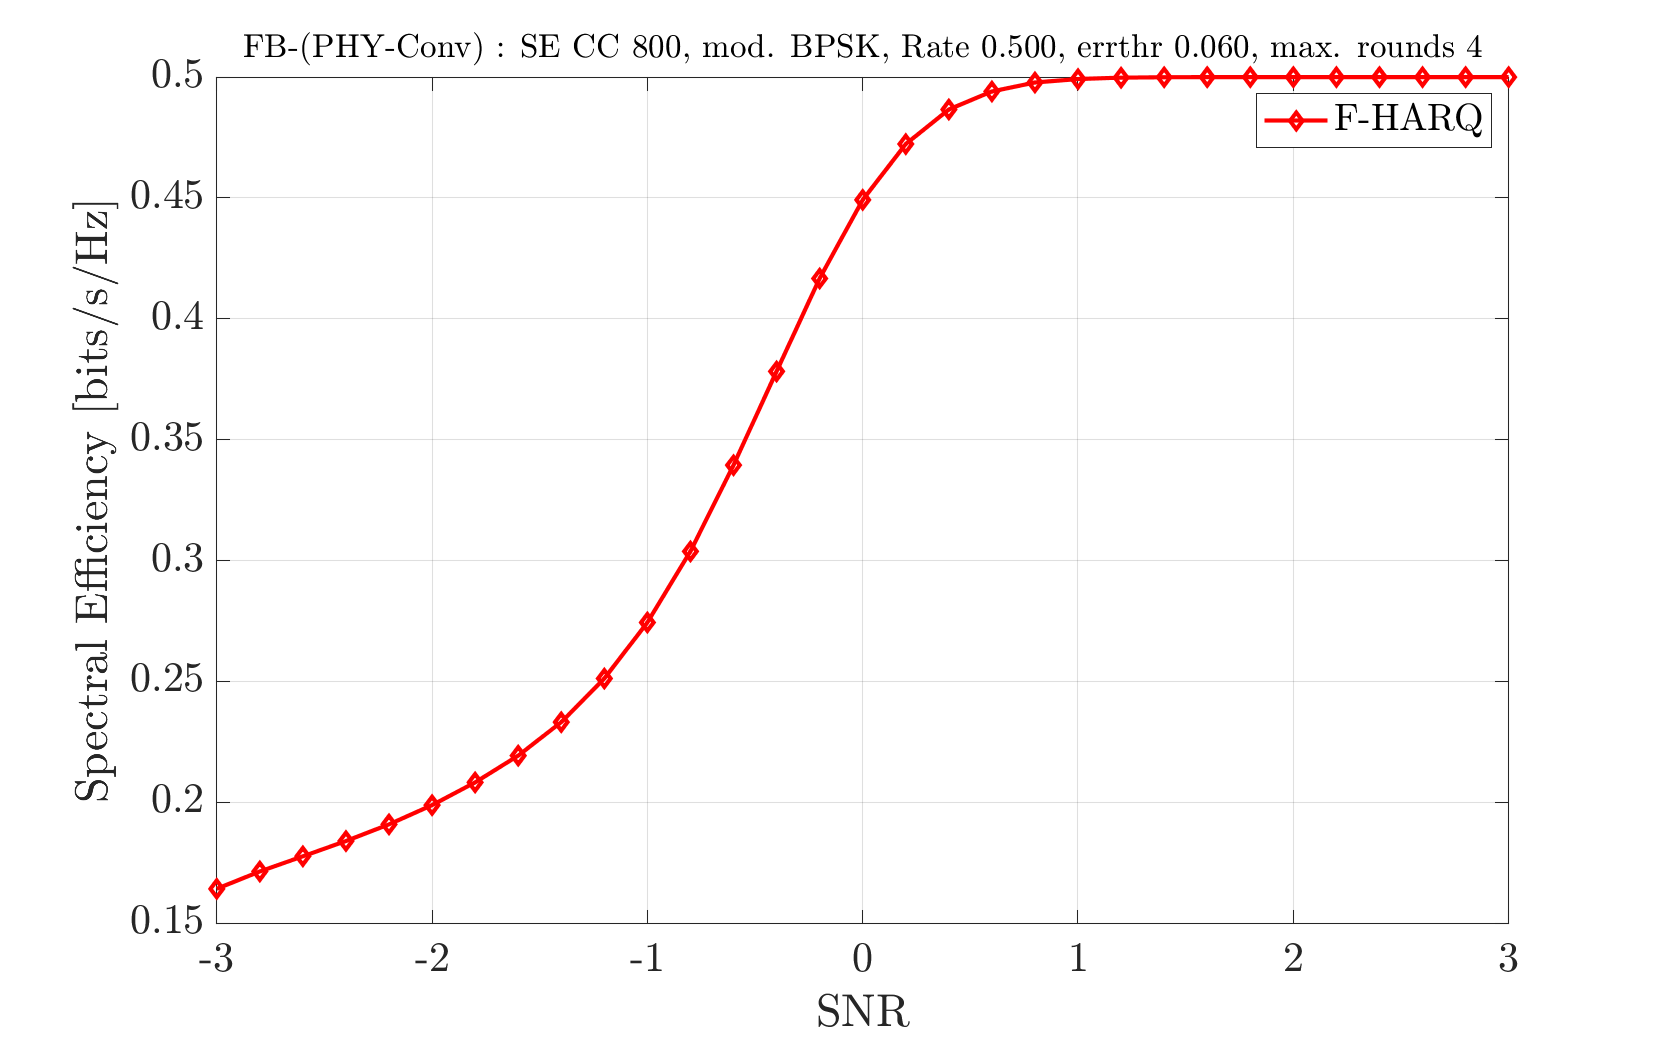 FB-(PHY-Conv) : SE CC 800, mod. BPSK, Rate 0.500, errthr 0.060, max. rounds 4
F-HARQ
Spectral Efficiency [bits/s/Hz]
0.5
0.45
0.4
0.35
0.3
0.25
0.2
0.15
-3 -2 -1 0 1 2 3
SNR